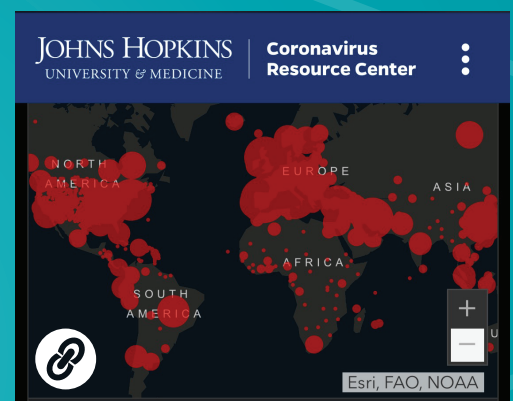 JOHNS HOPKINS
UNIVERSITY & MEDICINE
Coronavirus
Resource Center
NORTH
AMERICA
EUROPE
ASIA
AFRICA
SOUTH
AMERICA
+
−
U
Esri, FAO, NOAA